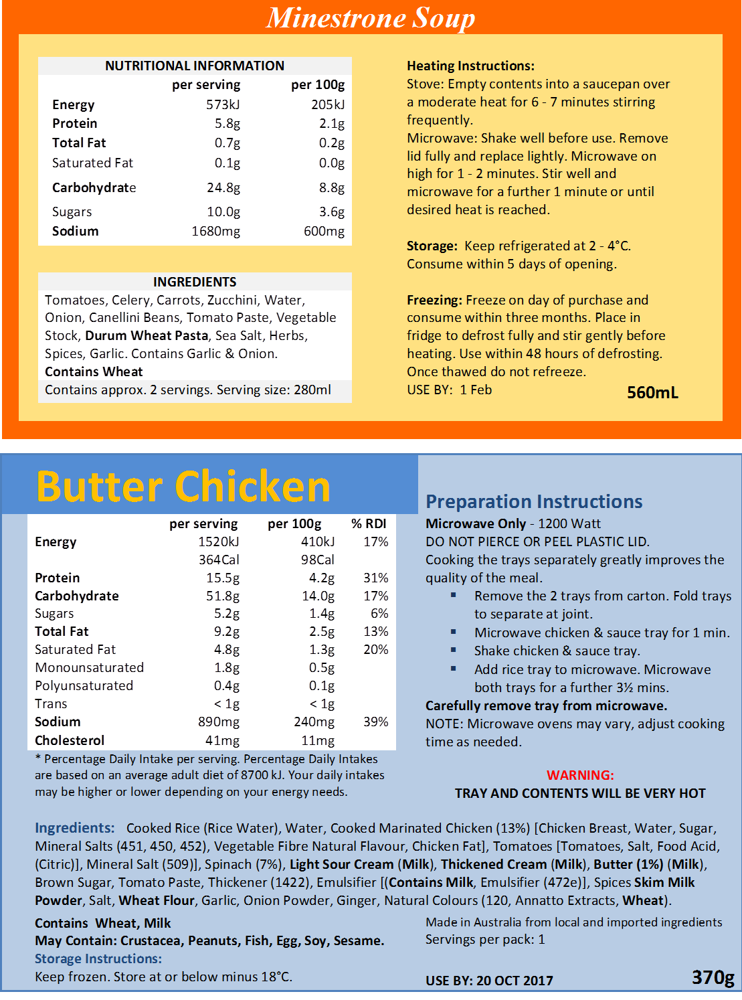 Minestrone Soup
NUTRITIONAL INFORMATION
per serving per 100g
Energy 573kJ 205kJ
Protein 5.8g 2.1g
Total Fat 0.7g 0.2g
Saturated Fat 0.1g 0.0g
Carbohydrate 24.8g 8.8g
Sugars 10.0g 3.6g
Sodium 1680mg 600mg
INGREDIENTS
Tomatoes, Celery, Carrots, Zucchini, Water,
Onion, Canellini Beans, Tomato Paste, Vegetable
Stock, Durum Wheat Pasta, Sea Salt, Herbs,
Spices, Garlic. Contains Garlic & Onion.
Contains Wheat
Contains approx. 2 servings. Serving size: 280ml
Heating Instructions:
Stove: Empty contents into a saucepan over
a moderate heat for 6 - 7 minutes stirring
frequently.
Microwave: Shake well before use. Remove
lid fully and replace lightly. Microwave on
high for 1 - 2 minutes. Stir well and
microwave for a further 1 minute or until
desired heat is reached.
Storage: Keep refrigerated at 2 - 4°C.
Consume within 5 days of opening.
Freezing: Freeze on day of purchase and
consume within three months. Place in
fridge to defrost fully and stir gently before
heating. Use within 48 hours of defrosting.
Once thawed do not refreeze.
USE BY: 1 Feb 560mL
Butter Chicken
per serving per 100g % RDI
Energy 1520kJ 410kJ 17%
364Cal 98Cal
Protein 15.5g 4.2g 31%
Carbohydrate 51.8g 14.0g 17%
Sugars 5.2g 1.4g 6%
Total Fat 9.2g 2.5g 13%
Saturated Fat 4.8g 1.3g 20%
Monounsaturated 1.8g 0.5g
Polyunsaturated 0.4g 0.1g
Trans < 1g < 1g
Sodium 890mg 240mg 39%
Cholesterol 41mg 11mg
* Percentage Daily Intake per serving. Percentage Daily Intakes
are based on an average adult diet of 8700 kJ. Your daily intakes
may be higher or lower depending on your energy needs.
Preparation Instructions
Microwave Only - 1200 Watt
DO NOT PIERCE OR PEEL PLASTIC LID.
Cooking the trays separately greatly improves the
quality of the meal.
▪ Remove the 2 trays from carton. Fold trays
to separate at joint.
▪ Microwave chicken & sauce tray for 1 min.
▪ Shake chicken & sauce tray.
▪ Add rice tray to microwave. Microwave
both trays for a further 3½ mins.
Carefully remove tray from microwave.
NOTE: Microwave ovens may vary, adjust cooking
time as needed.
WARNING:
TRAY AND CONTENTS WILL BE VERY HOT
Ingredients: Cooked Rice (Rice Water), Water, Cooked Marinated Chicken (13%) [Chicken Breast, Water, Sugar,
Mineral Salts (451, 450, 452), Vegetable Fibre Natural Flavour, Chicken Fat], Tomatoes [Tomatoes, Salt, Food Acid,
(Citric)], Mineral Salt (509)], Spinach (7%), Light Sour Cream (Milk), Thickened Cream (Milk), Butter (1%) (Milk),
Brown Sugar, Tomato Paste, Thickener (1422), Emulsifier [(Contains Milk, Emulsifier (472e)], Spices Skim Milk
Powder, Salt, Wheat Flour, Garlic, Onion Powder, Ginger, Natural Colours (120, Annatto Extracts, Wheat).
Contains Wheat, Milk
May Contain: Crustacea, Peanuts, Fish, Egg, Soy, Sesame.
Storage Instructions:
Keep frozen. Store at or below minus 18°C.
Made in Australia from local and imported ingredients
Servings per pack: 1
USE BY: 20 OCT 2017 370g